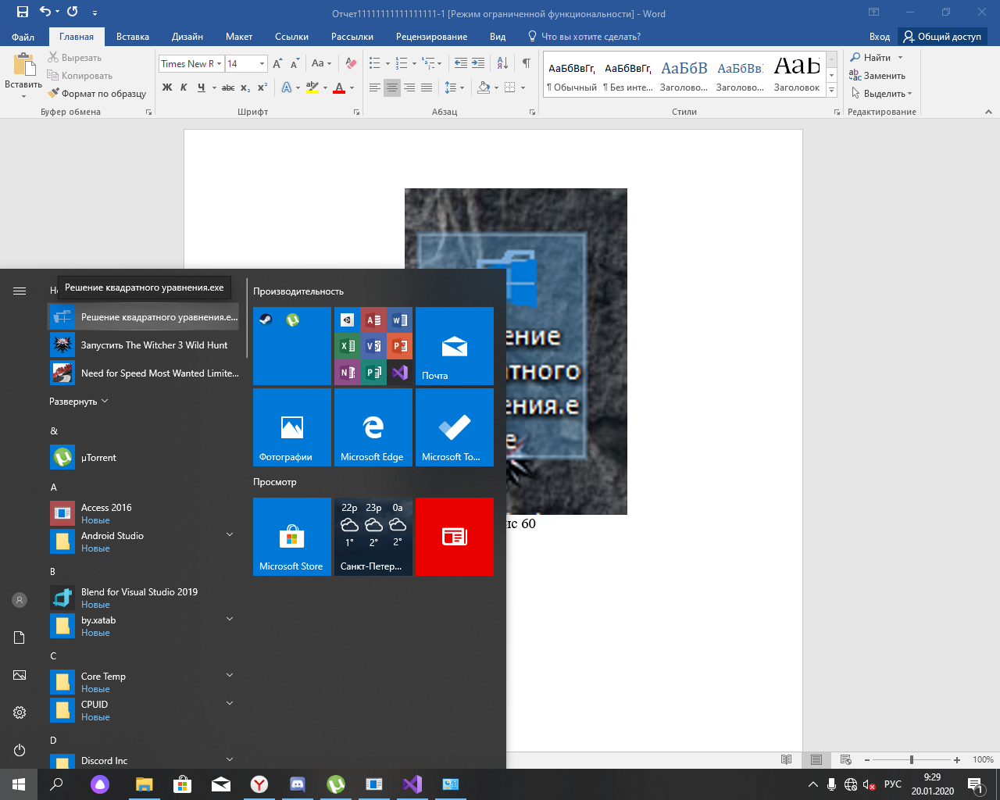 Отчет11111111111111111-1 [Режим ограниченной функциональности] - Word
Файл
Главная
Вставка
Дизайн
Макет
Ссылки
Рассылки
Рецензирование
Вид
Что вы хотите сделать?
Вход
Общий доступ
Вставить
Вырезать
Копировать
Формат по образцу
Буфер обмена
Times New R
14
Aa
Ж К Ч abc x₂ x²
Шрифт
Абзац
АаБбВвГг,
АаБбВвГг,
АаБбВ
АаБбВв
АаБ
¶ Обычный
¶ Без инте...
Заголово...
Заголово...
Заголовок
Стили
Найти
Заменить
Выделить
Редактирование
ение
тного
ения.е
е
нс 60
Решение квадратного уравнения.exe
Решение квадратного уравнения.e...
Запустить The Witcher 3 Wild Hunt
Need for Speed Most Wanted Limite...
Развернуть
&
µTorrent
A
Access 2016
Новые
Android Studio
Новые
B
Blend for Visual Studio 2019
Новые
by.xatab
Новые
C
Core Temp
Новые
CPUID
Новые
D
Discord Inc
Производительность
Почта
Фотографии
Microsoft Edge
Microsoft To...
Просмотр
Microsoft Store
22р 23р 0а
1° 2° 2°
Санкт-Петер...
100%
РУС
9:29
20.01.2020
1